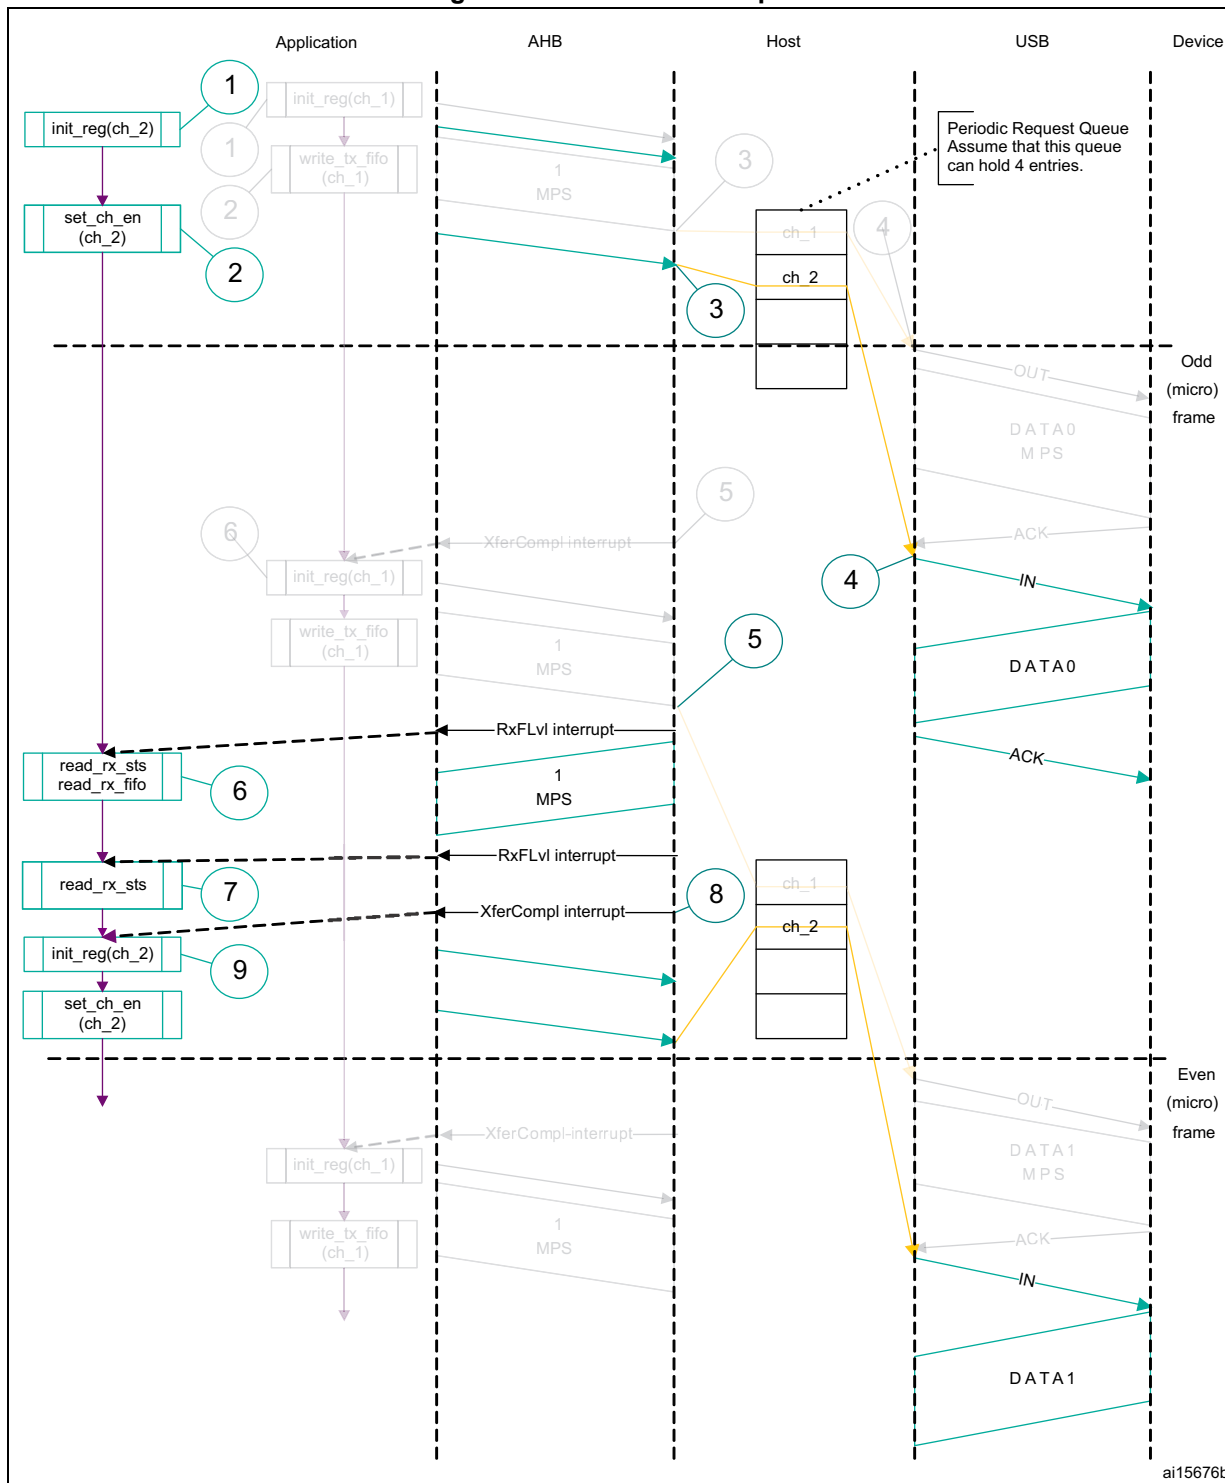 Application
AHB
Host
USB
Device
1
init_reg(ch_1)
init_reg(ch_2)
1
Periodic Request Queue
Assume that this queue
can hold 4 entries.
write_tx_fifo
(ch_1)
1
MPS
3
2
set_ch_en
(ch_2)
ch_1
4
2
ch_2
3
Odd
(micro)
frame
OUT
DATA0
MPS
5
6
XferCompl interrupt
ACK
init_reg(ch_1)
4
IN
write_tx_fifo
(ch_1)
1
MPS
5
DATA0
RxFLvl interrupt
ACK
read_rx_sts
read_rx_fifo
6
1
MPS
RxFLvl interrupt
read_rx_sts
7
ch_1
8
XferCompl interrupt
ch_2
init_reg(ch_2)
9
set_ch_en
(ch_2)
Even
(micro)
frame
OUT
XferCompl-interrupt
DATA1
MPS
init_reg(ch_1)
write_tx_fifo
(ch_1)
1
MPS
ACK
IN
DATA1
ai15676b